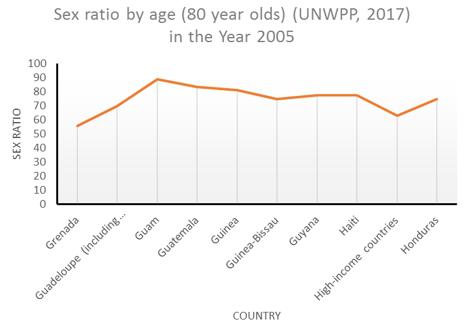 Sex ratio by age (80 year olds) (UNWPP, 2017)
in the Year 2005
100
90
80
70
60
50
40
30
20
10
0
SEX RATIO
Grenada
Guadeloupe (including...
Guam
Guatemala
Guinea
Guinea-Bissau
Guyana
Haiti
High-income countries
Honduras
COUNTRY